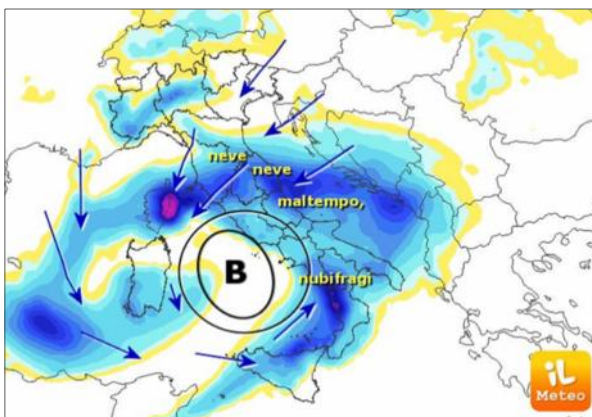 neve
neve
maltempo,
B
nubifragi
iL
Meteo